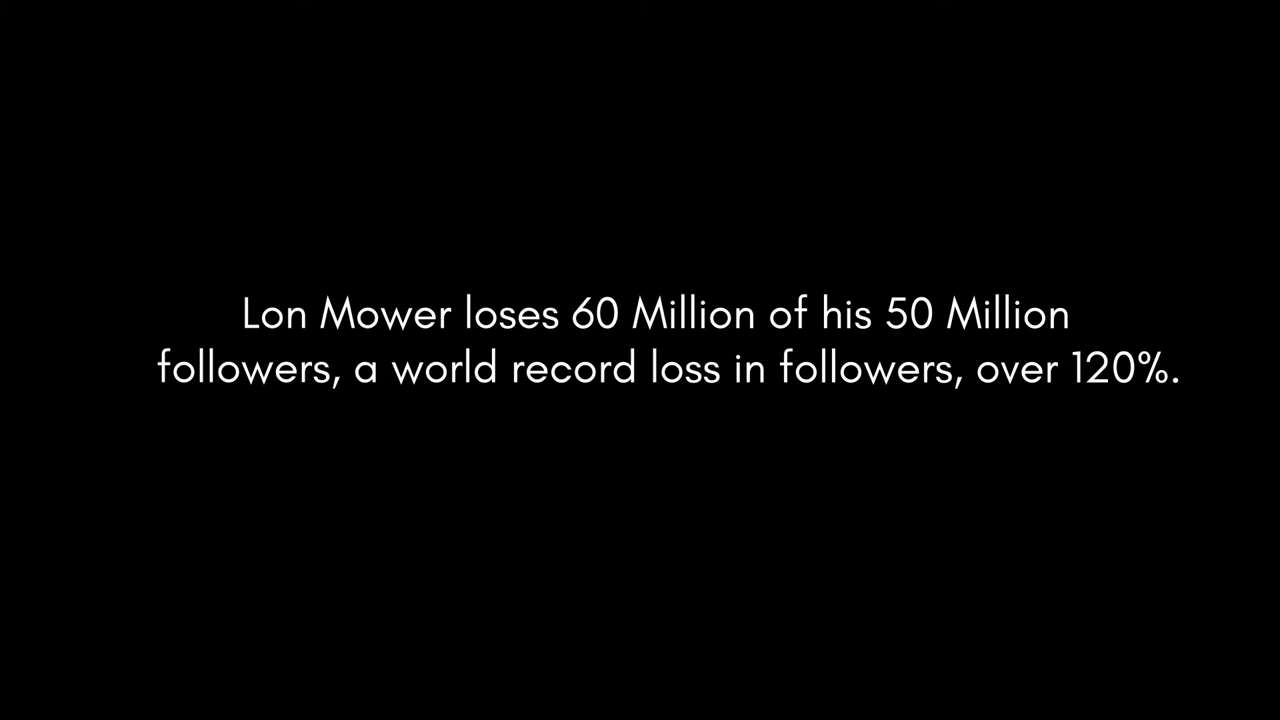 Lon Mower loses 60 Million of his 50 Million
followers, a world record loss in followers, over 120%.